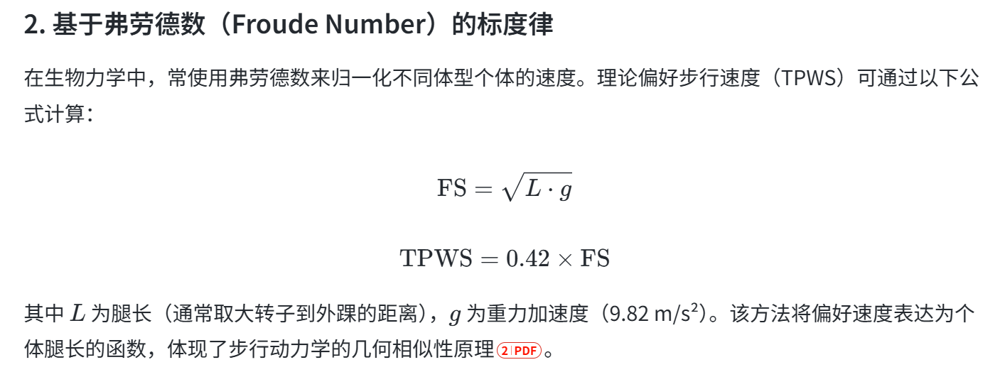 2. 基于弗劳德数（Froude Number）的标度律
在生物力学中，常使用弗劳德数来归一化不同体型个体的速度。理论偏好步行速度（TPWS）可通过以下公
式计算：
FS = √(L · g)
TPWS = 0.42 × FS
其中 L 为腿长（通常取大转子到外踝的距离），g 为重力加速度（9.82 m/s²）。该方法将偏好速度表达为个
体腿长的函数，体现了步行动力学的几何相似性原理 2|PDF 。